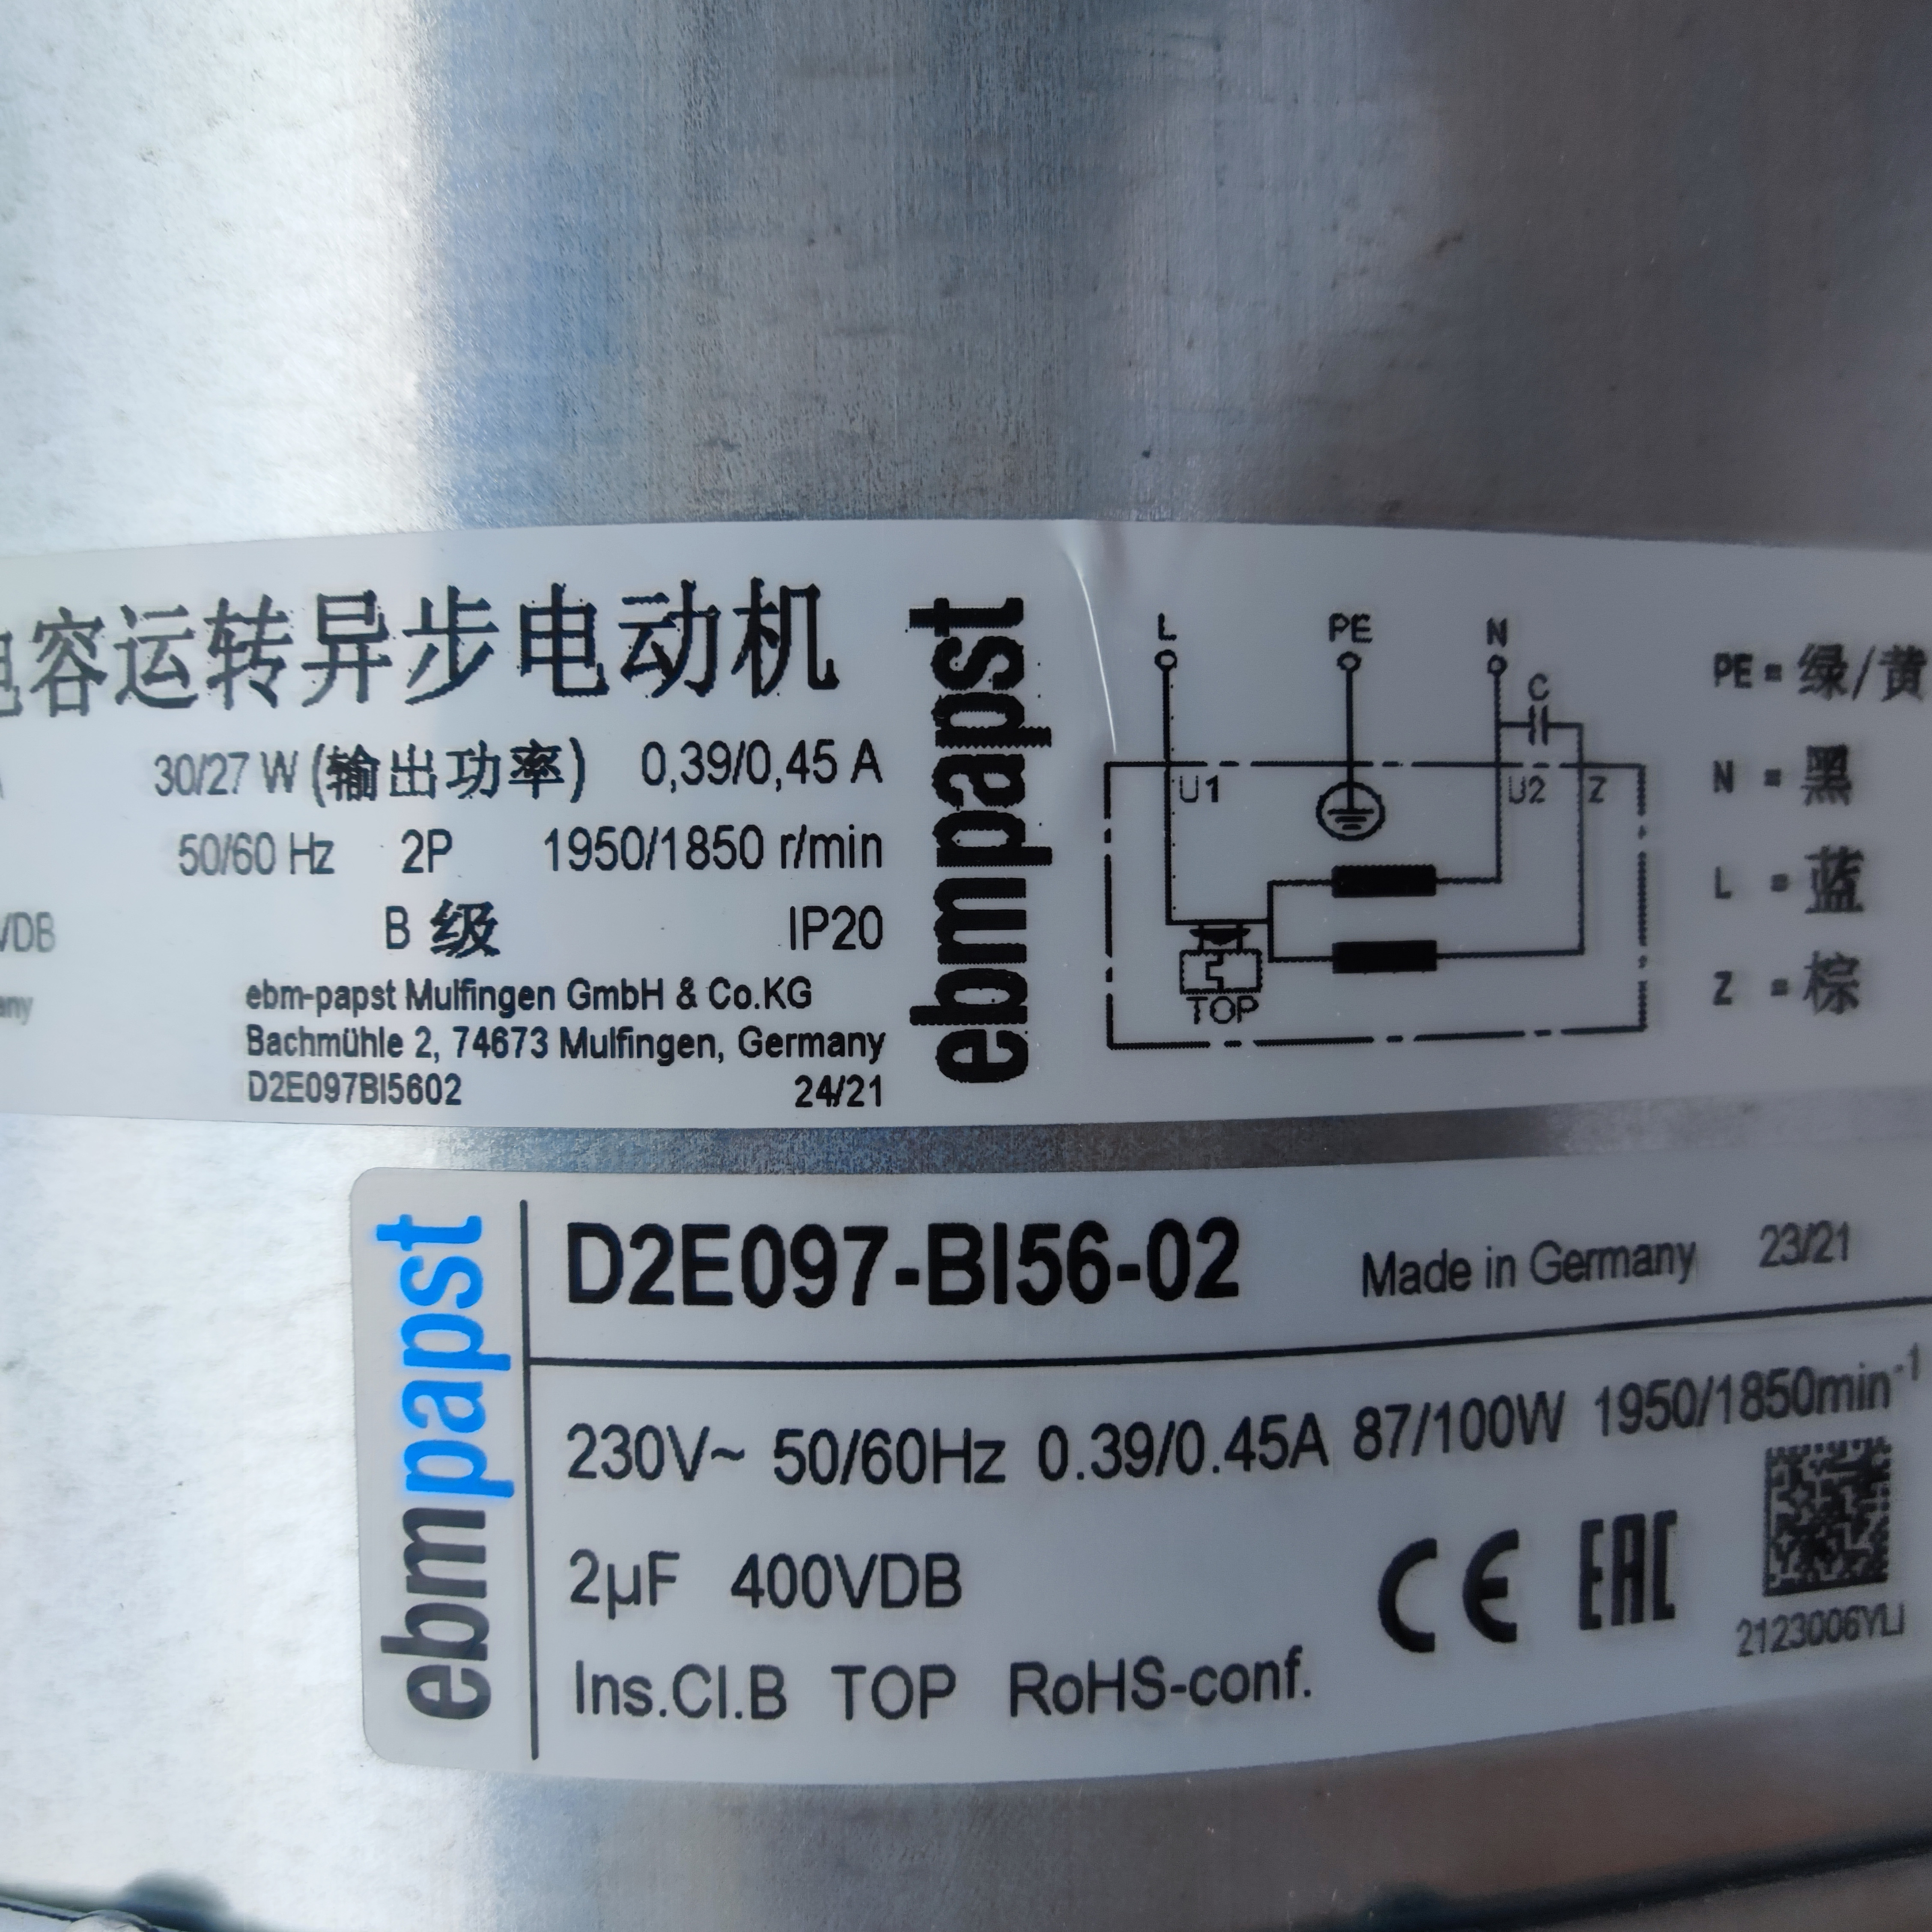 容运转异步电动机
30/27 W (输出功率) 0,39/0,45 A
50/60 Hz 2P 1950/1850 r/min
VDB B 级 IP20
ebm-papst Mulfingen GmbH & Co.KG
Bachmühle 2, 74673 Mulfingen, Germany
D2E097BI5602 24/21
ebmpapst
L PE N
C
U1 U2 Z
TOP
PE = 绿/黄
N = 黑
L = 蓝
Z = 棕
ebmpapst
D2E097-BI56-02 Made in Germany 23/21
230V~ 50/60Hz 0.39/0.45A 87/100W 1950/1850min⁻¹
2µF 400VDB
CE EAC
Ins.Cl.B TOP RoHS-conf.
2123006YLI